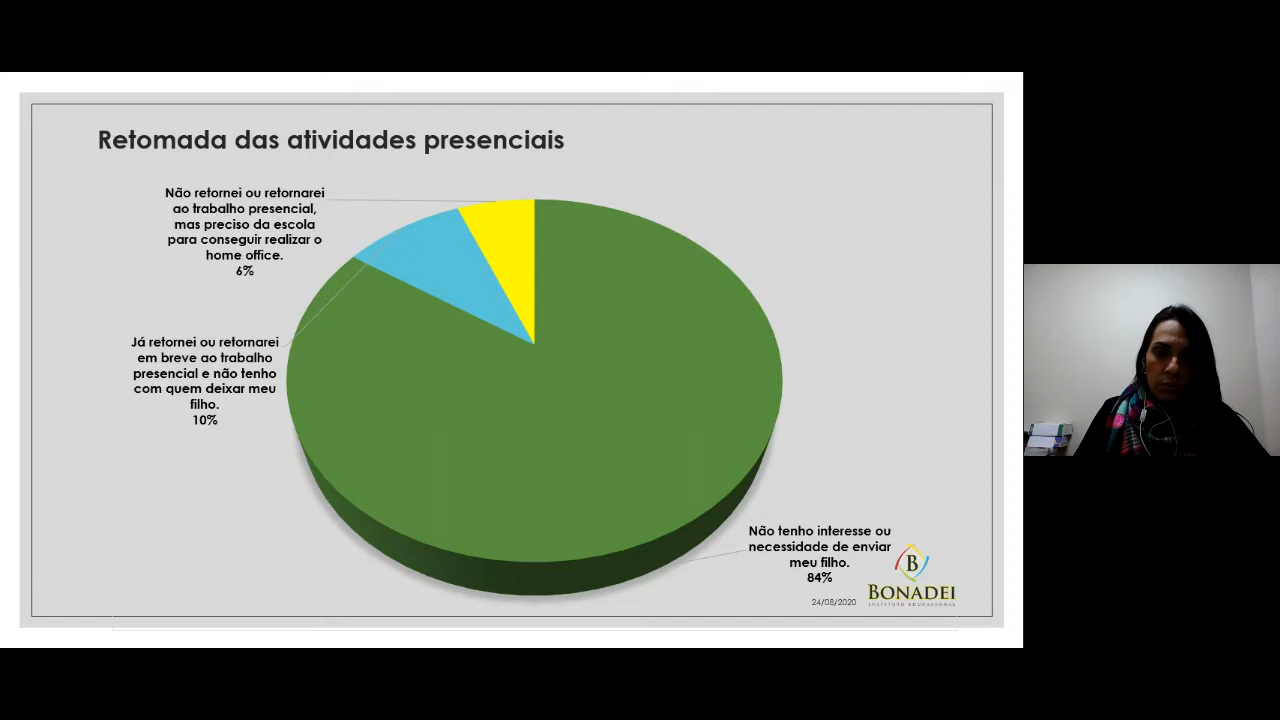 Retomada das atividades presenciais
Não retornei ou retornarei
ao trabalho presencial,
mas preciso da escola
para conseguir realizar o
home office.
6%
Já retornei ou retornarei
em breve ao trabalho
presencial e não tenho
com quem deixar meu
filho.
10%
Não tenho interesse ou
necessidade de enviar
meu filho.
84%
24/08/2020
B
BONADEI
INSTITUTO EDUCACIONAL